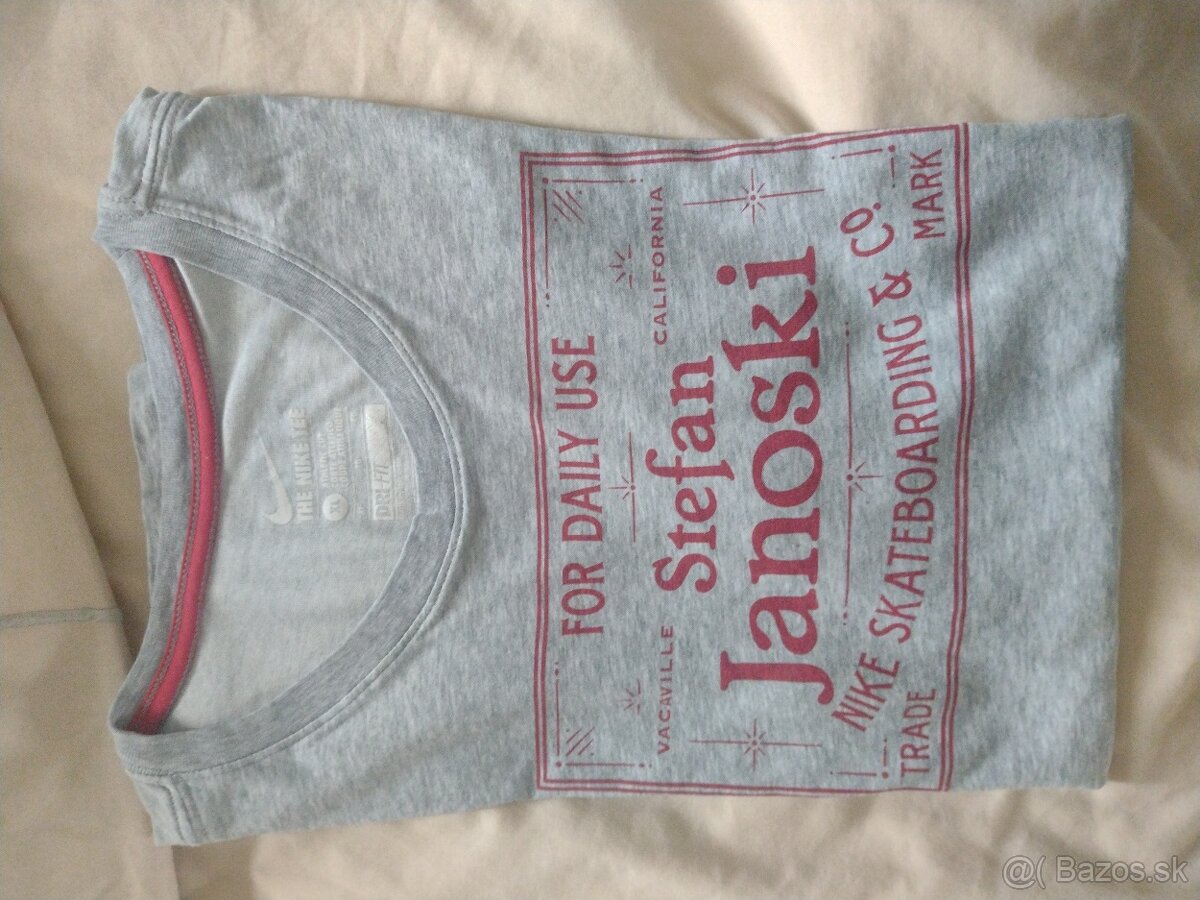 THE NIKE TEE
DRI-FIT
FOR DAILY USE
VACAVILLE CALIFORNIA
Stefan
Janoski
NIKE SKATEBOARDING & CO.
TRADE MARK
@( Bazos.sk